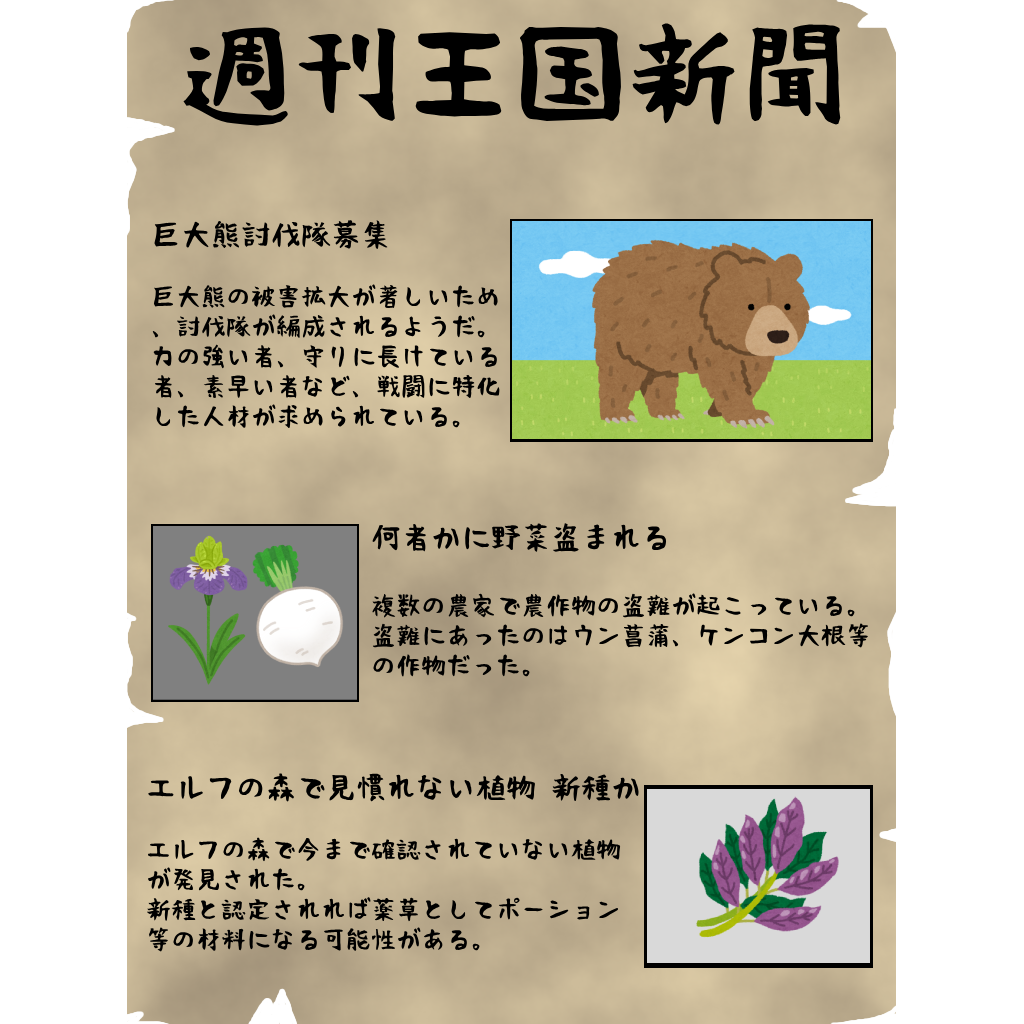 週刊王国新聞
巨大熊討伐隊募集
巨大熊の被害拡大が著しいため
、討伐隊が編成されるようだ。
力の強い者、守りに長けている
者、素早い者など、戦闘に特化
した人材が求められている。
何者かに野菜盗まれる
複数の農家で農作物の盗難が起こっている。
盗難にあったのはウン菖蒲、ケンコン大根等
の作物だった。
エルフの森で見慣れない植物 新種か
エルフの森で今まで確認されていない植物
が発見された。
新種と認定されれば薬草としてポーション
等の材料になる可能性がある。